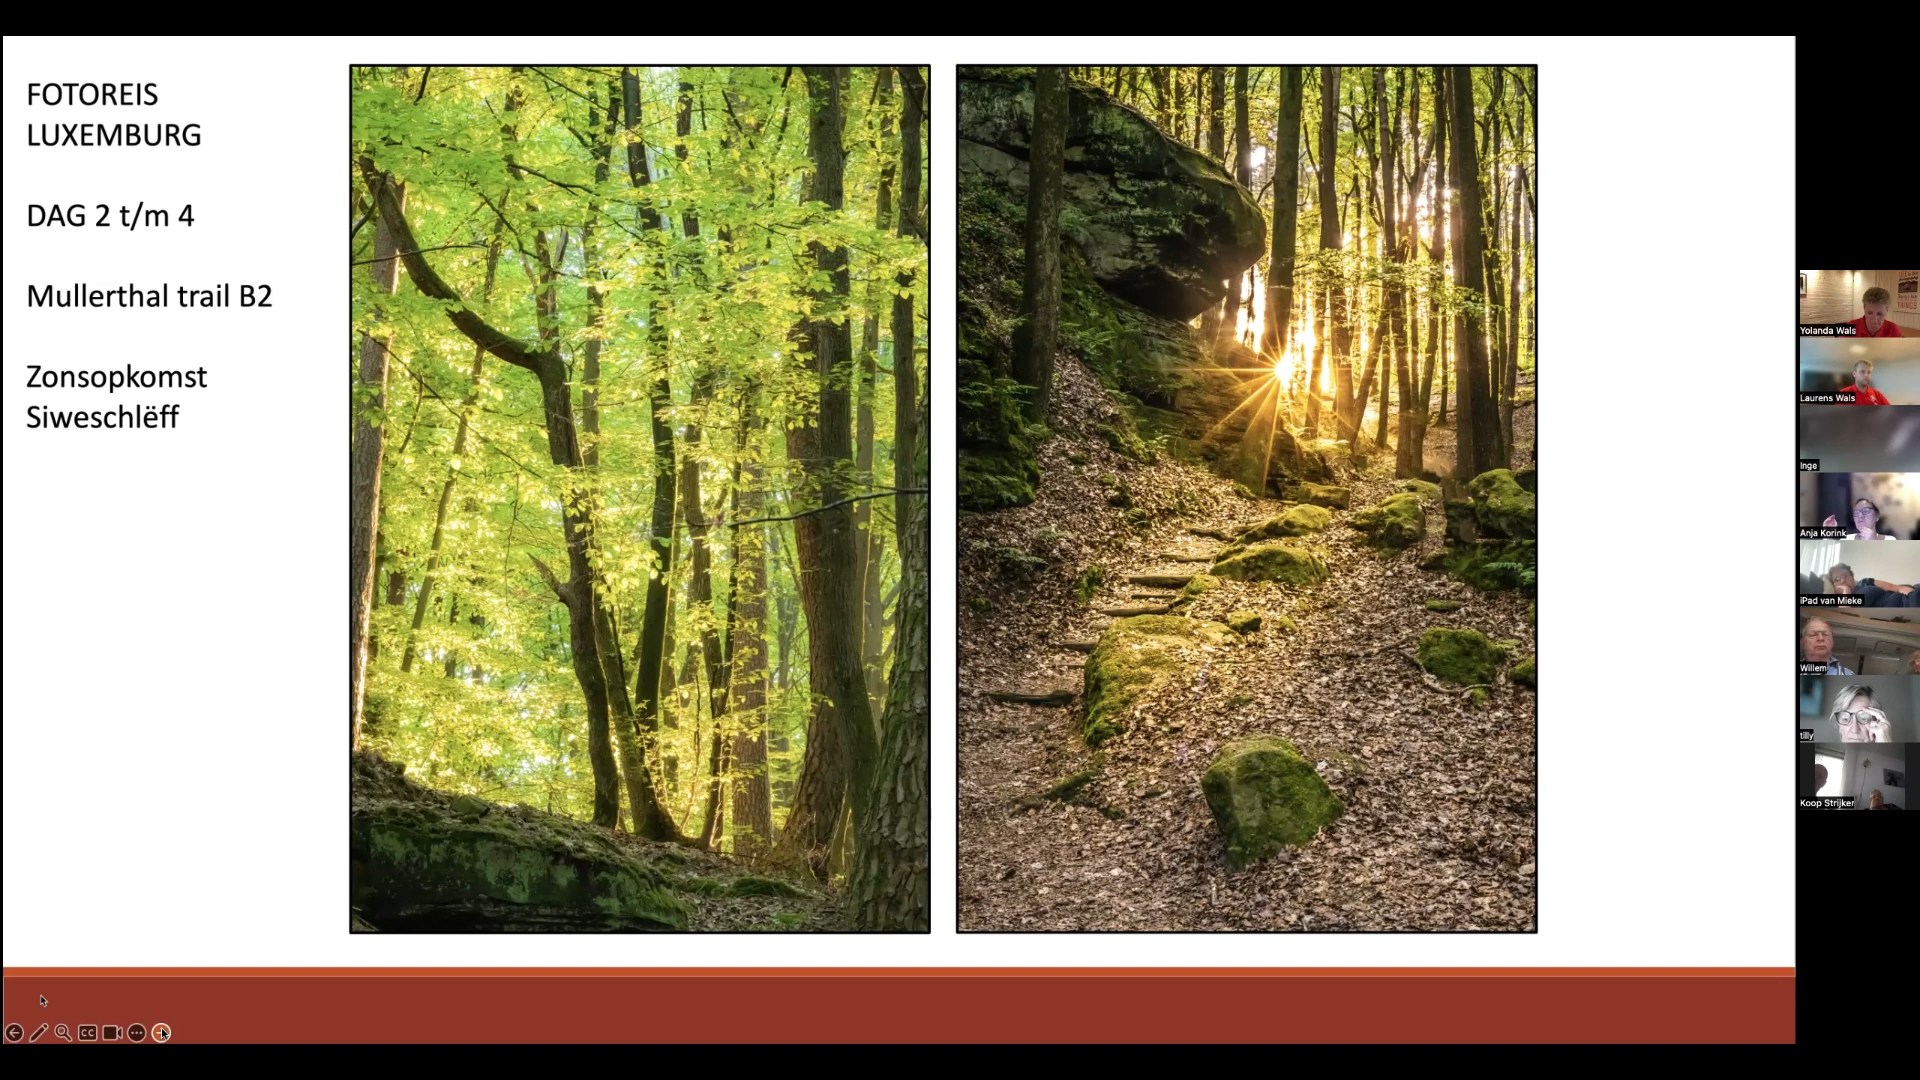 FOTOREIS
LUXEMBURG
DAG 2 t/m 4
Mullerthal trail B2
Zonsopkomst
Siweschlëff
Yolanda Wals
Laurens Wals
Inge
Anja Korink
iPad van Mieke
Willem
tilly
Koop Strijker
CC